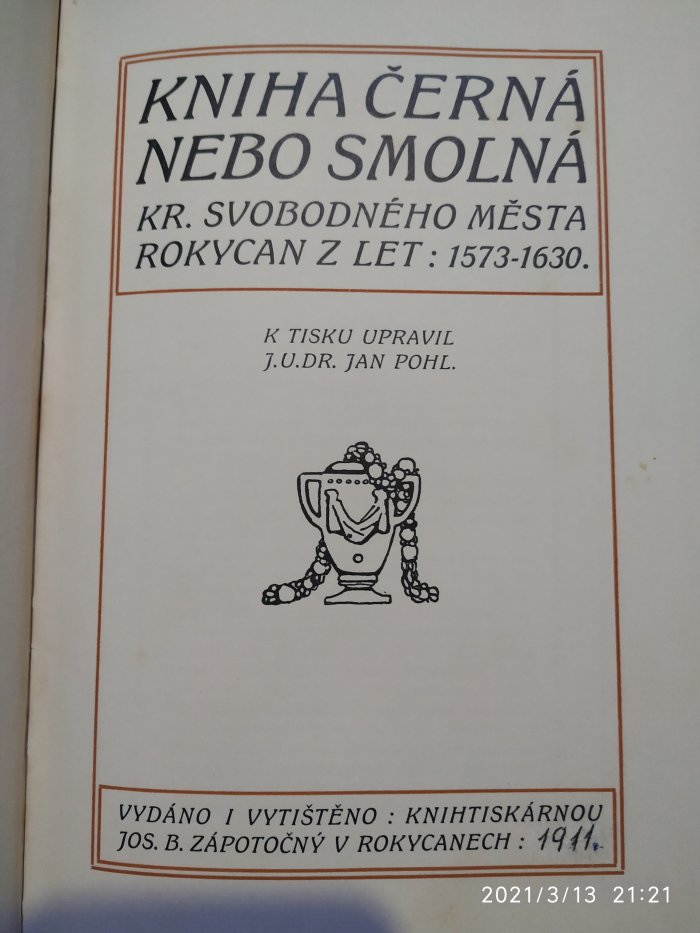 KNIHA ČERNÁ
NEBO SMOLNÁ
KR. SVOBODNÉHO MĚSTA
ROKYCAN Z LET : 1573-1630.
K TISKU UPRAVIL
J.U.DR. JAN POHL.
VYDÁNO I VYTIŠTĚNO : KNIHTISKÁRNOU
JOS. B. ZÁPOTOČNÝ V ROKYCANECH : 1911.
2021/3/13 21:21